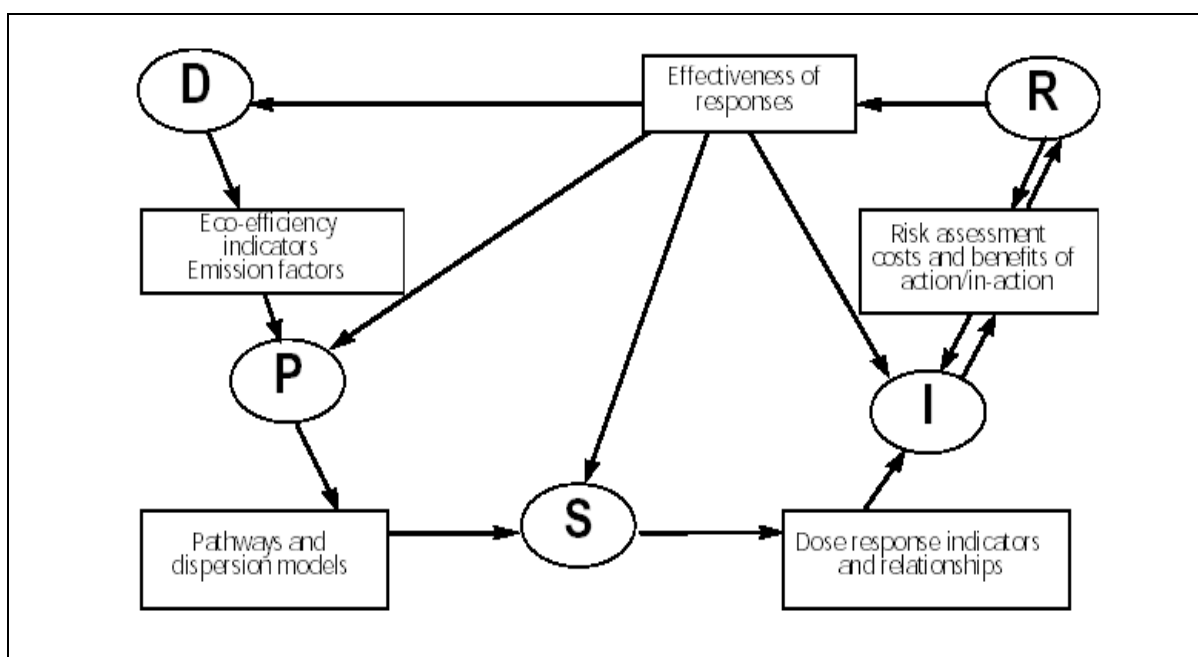 D
Effectiveness of
responses
R
Eco-efficiency
indicators
Emission factors
Risk assessment
costs and benefits of
action/in-action
P
I
S
Pathways and
dispersion models
Dose response indicators
and relationships